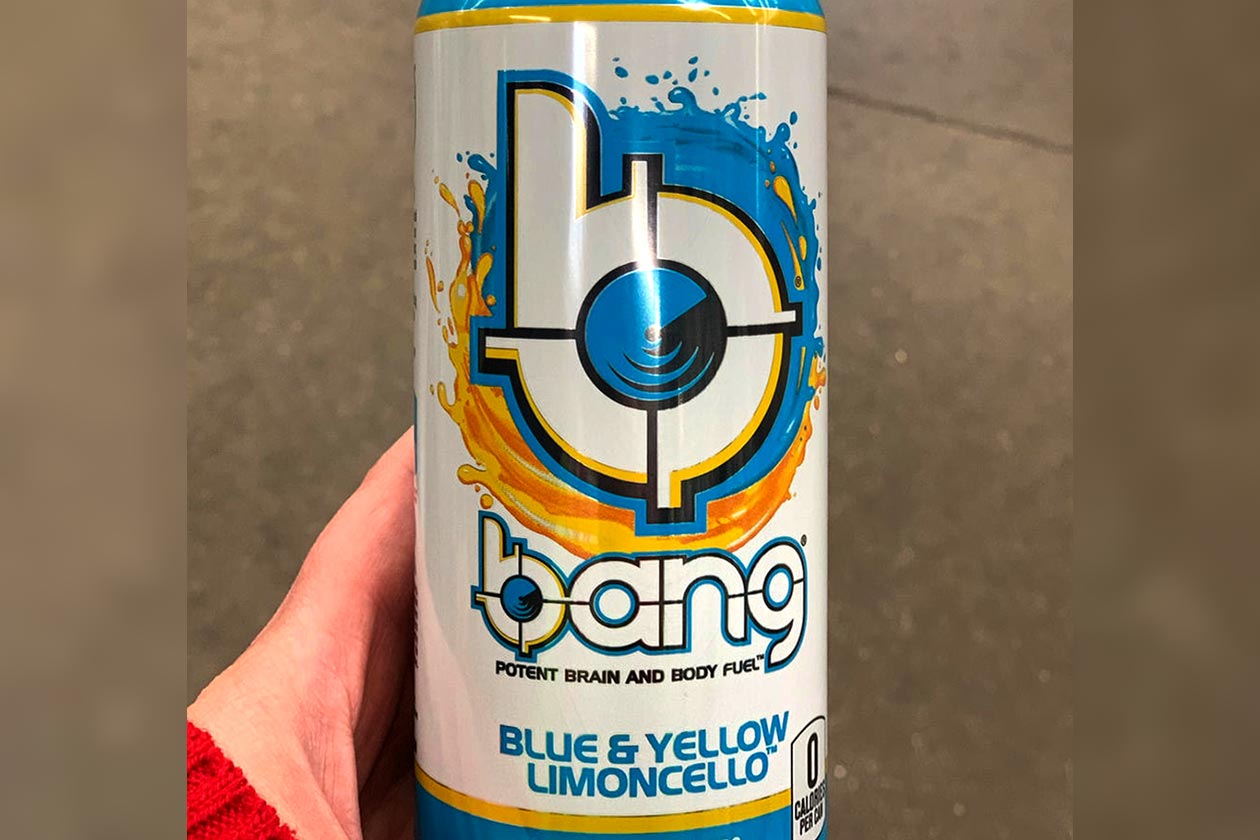 b®
bang®
POTENT BRAIN AND BODY FUEL™
BLUE & YELLOW
LIMONCELLO™
0
CALORIES
PER CAN